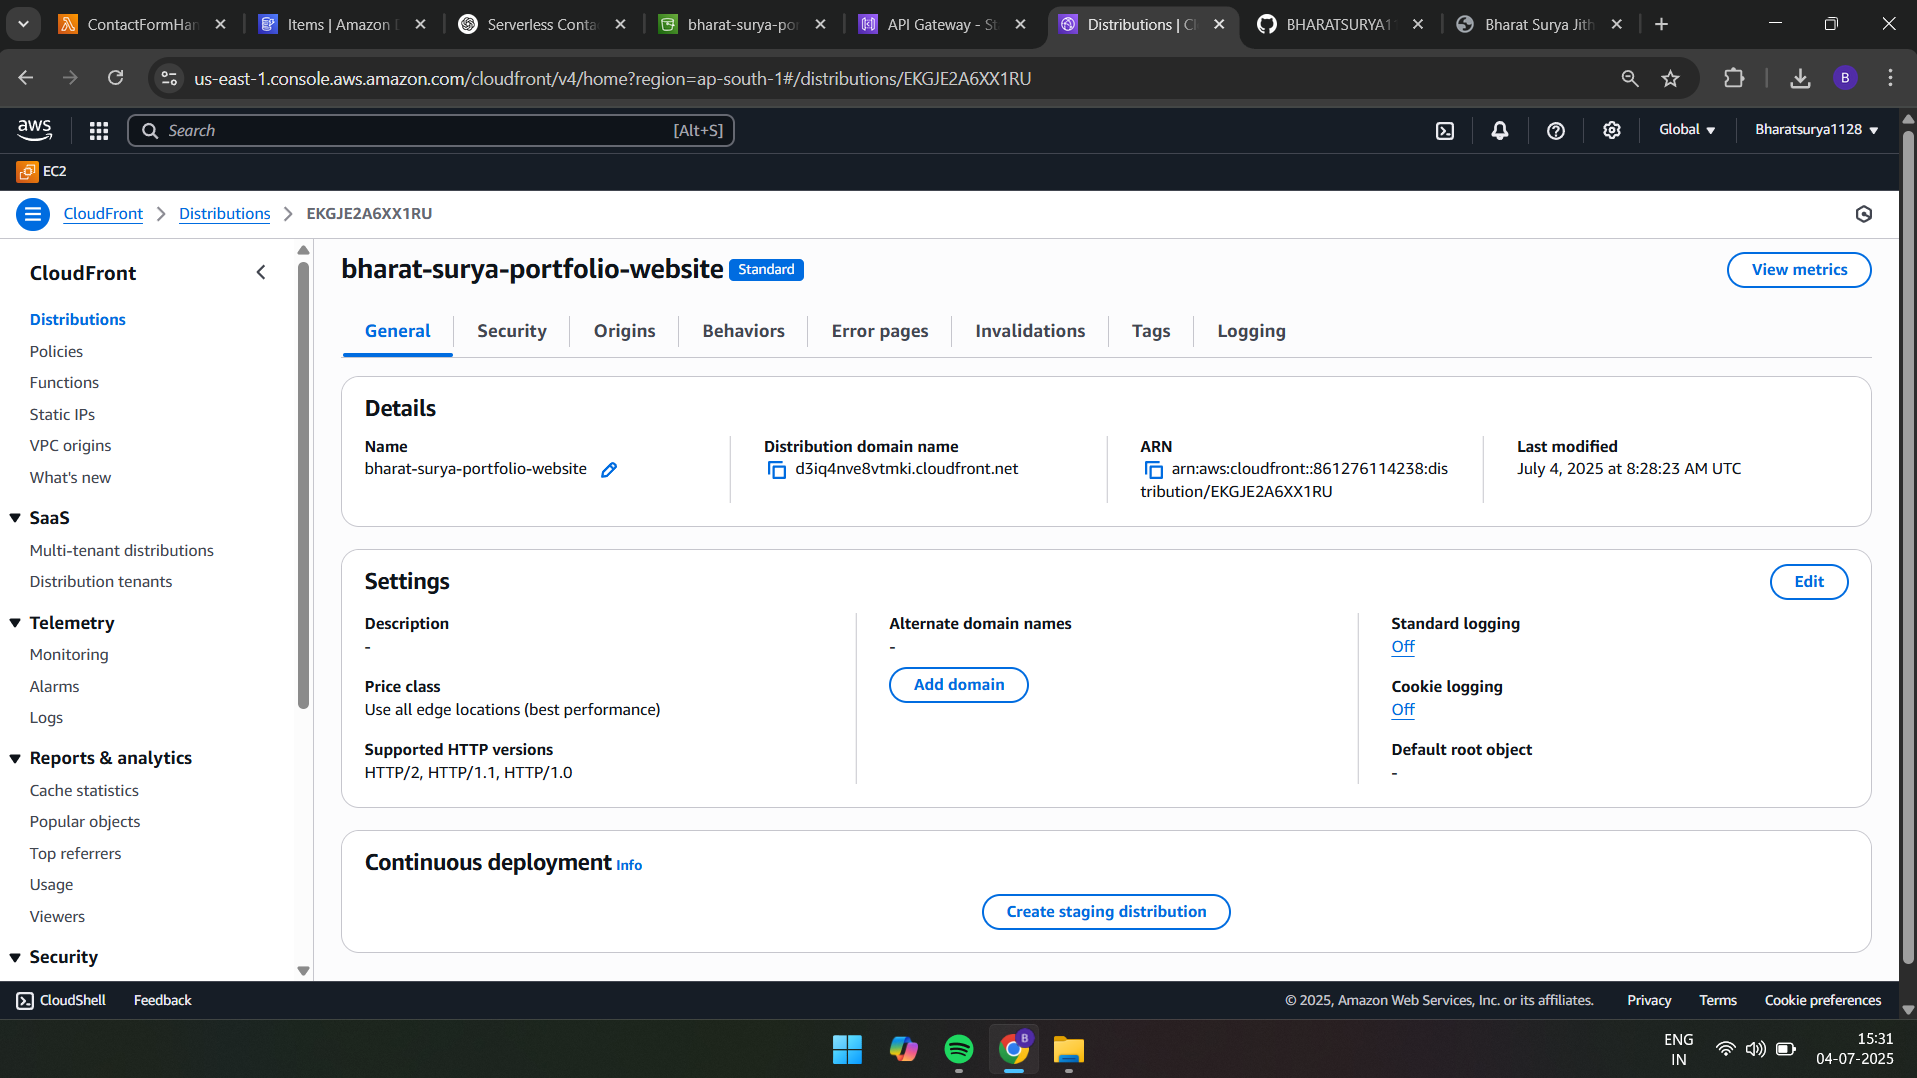 ContactFormHan
Items | Amazon D
Serverless Conta
bharat-surya-por
API Gateway - St
Distributions | Cl
BHARATSURYA11
Bharat Surya Jith
us-east-1.console.aws.amazon.com/cloudfront/v4/home?region=ap-south-1#/distributions/EKGJE2A6XX1RU
B
aws
Search
[Alt+S]
Global
Bharatsurya1128
EC2
CloudFront
Distributions
EKGJE2A6XX1RU
CloudFront
Distributions
Policies
Functions
Static IPs
VPC origins
What's new
SaaS
Multi-tenant distributions
Distribution tenants
Telemetry
Monitoring
Alarms
Logs
Reports & analytics
Cache statistics
Popular objects
Top referrers
Usage
Viewers
Security
bharat-surya-portfolio-website
Standard
View metrics
General
Security
Origins
Behaviors
Error pages
Invalidations
Tags
Logging
Details
Name
bharat-surya-portfolio-website
Distribution domain name
d3iq4nve8vtmki.cloudfront.net
ARN
arn:aws:cloudfront::861276114238:dis
tribution/EKGJE2A6XX1RU
Last modified
July 4, 2025 at 8:28:23 AM UTC
Settings
Edit
Description
-
Price class
Use all edge locations (best performance)
Supported HTTP versions
HTTP/2, HTTP/1.1, HTTP/1.0
Alternate domain names
-
Add domain
Standard logging
Off
Cookie logging
Off
Default root object
-
Continuous deployment Info
Create staging distribution
CloudShell
Feedback
© 2025, Amazon Web Services, Inc. or its affiliates.
Privacy
Terms
Cookie preferences
B
ENG
IN
15:31
04-07-2025